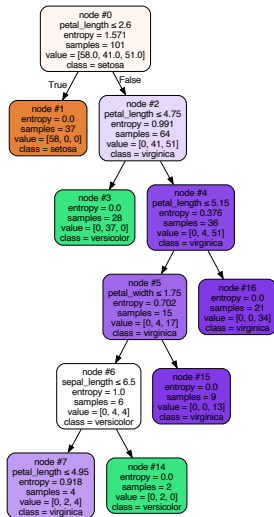 node #0
petal_length ≤ 2.6
entropy = 1.571
samples = 101
value = [58.0, 41.0, 51.0]
class = setosa
True
False
node #1
entropy = 0.0
samples = 37
value = [58, 0, 0]
class = setosa
node #2
petal_length ≤ 4.75
entropy = 0.991
samples = 64
value = [0, 41, 51]
class = virginica
node #3
entropy = 0.0
samples = 28
value = [0, 37, 0]
class = versicolor
node #4
petal_length ≤ 5.15
entropy = 0.376
samples = 36
value = [0, 4, 51]
class = virginica
node #5
petal_width ≤ 1.75
entropy = 0.702
samples = 15
value = [0, 4, 17]
class = virginica
node #16
entropy = 0.0
samples = 21
value = [0, 0, 34]
class = virginica
node #6
sepal_length ≤ 6.5
entropy = 1.0
samples = 6
value = [0, 4, 4]
class = versicolor
node #15
entropy = 0.0
samples = 9
value = [0, 0, 13]
class = virginica
node #7
petal_length ≤ 4.95
entropy = 0.918
samples = 4
value = [0, 2, 4]
class = virginica
node #14
entropy = 0.0
samples = 2
value = [0, 2, 0]
class = versicolor